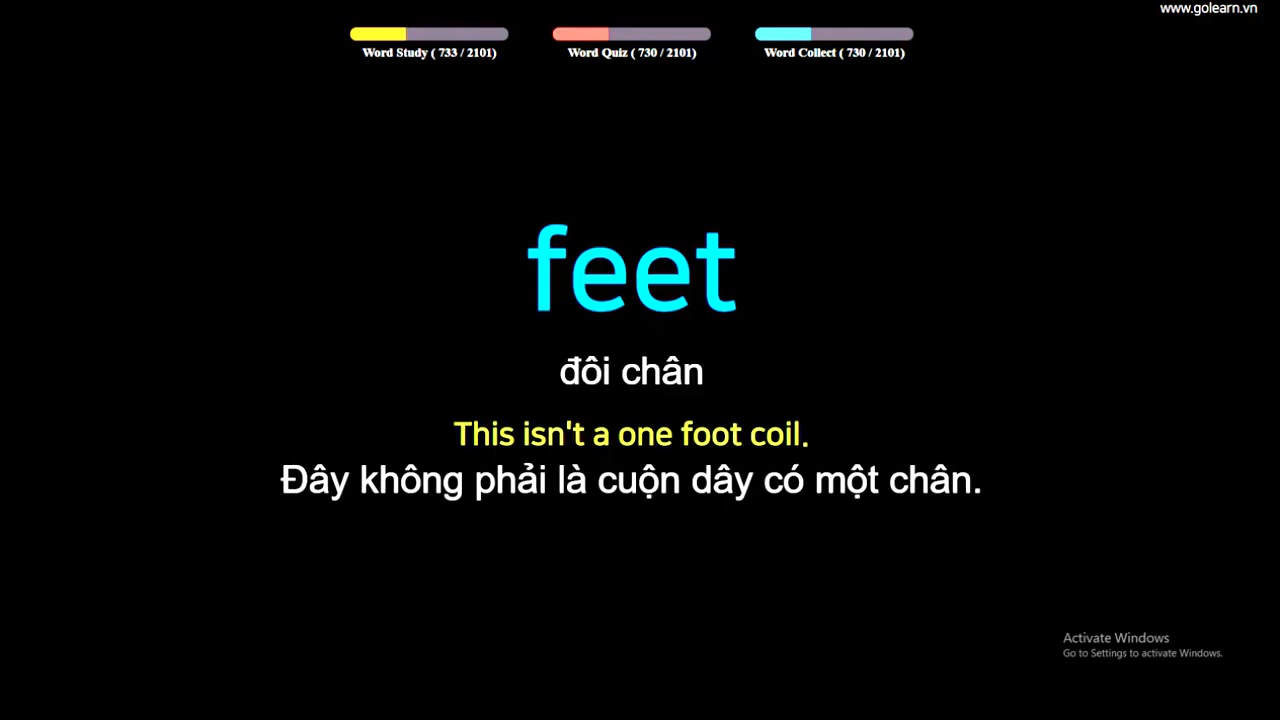 www.golearn.vn
Word Study ( 733 / 2101)
Word Quiz ( 730 / 2101)
Word Collect ( 730 / 2101)
feet
đôi chân
This isn't a one foot coil.
Đây không phải là cuộn dây có một chân.
Activate Windows
Go to Settings to activate Windows.